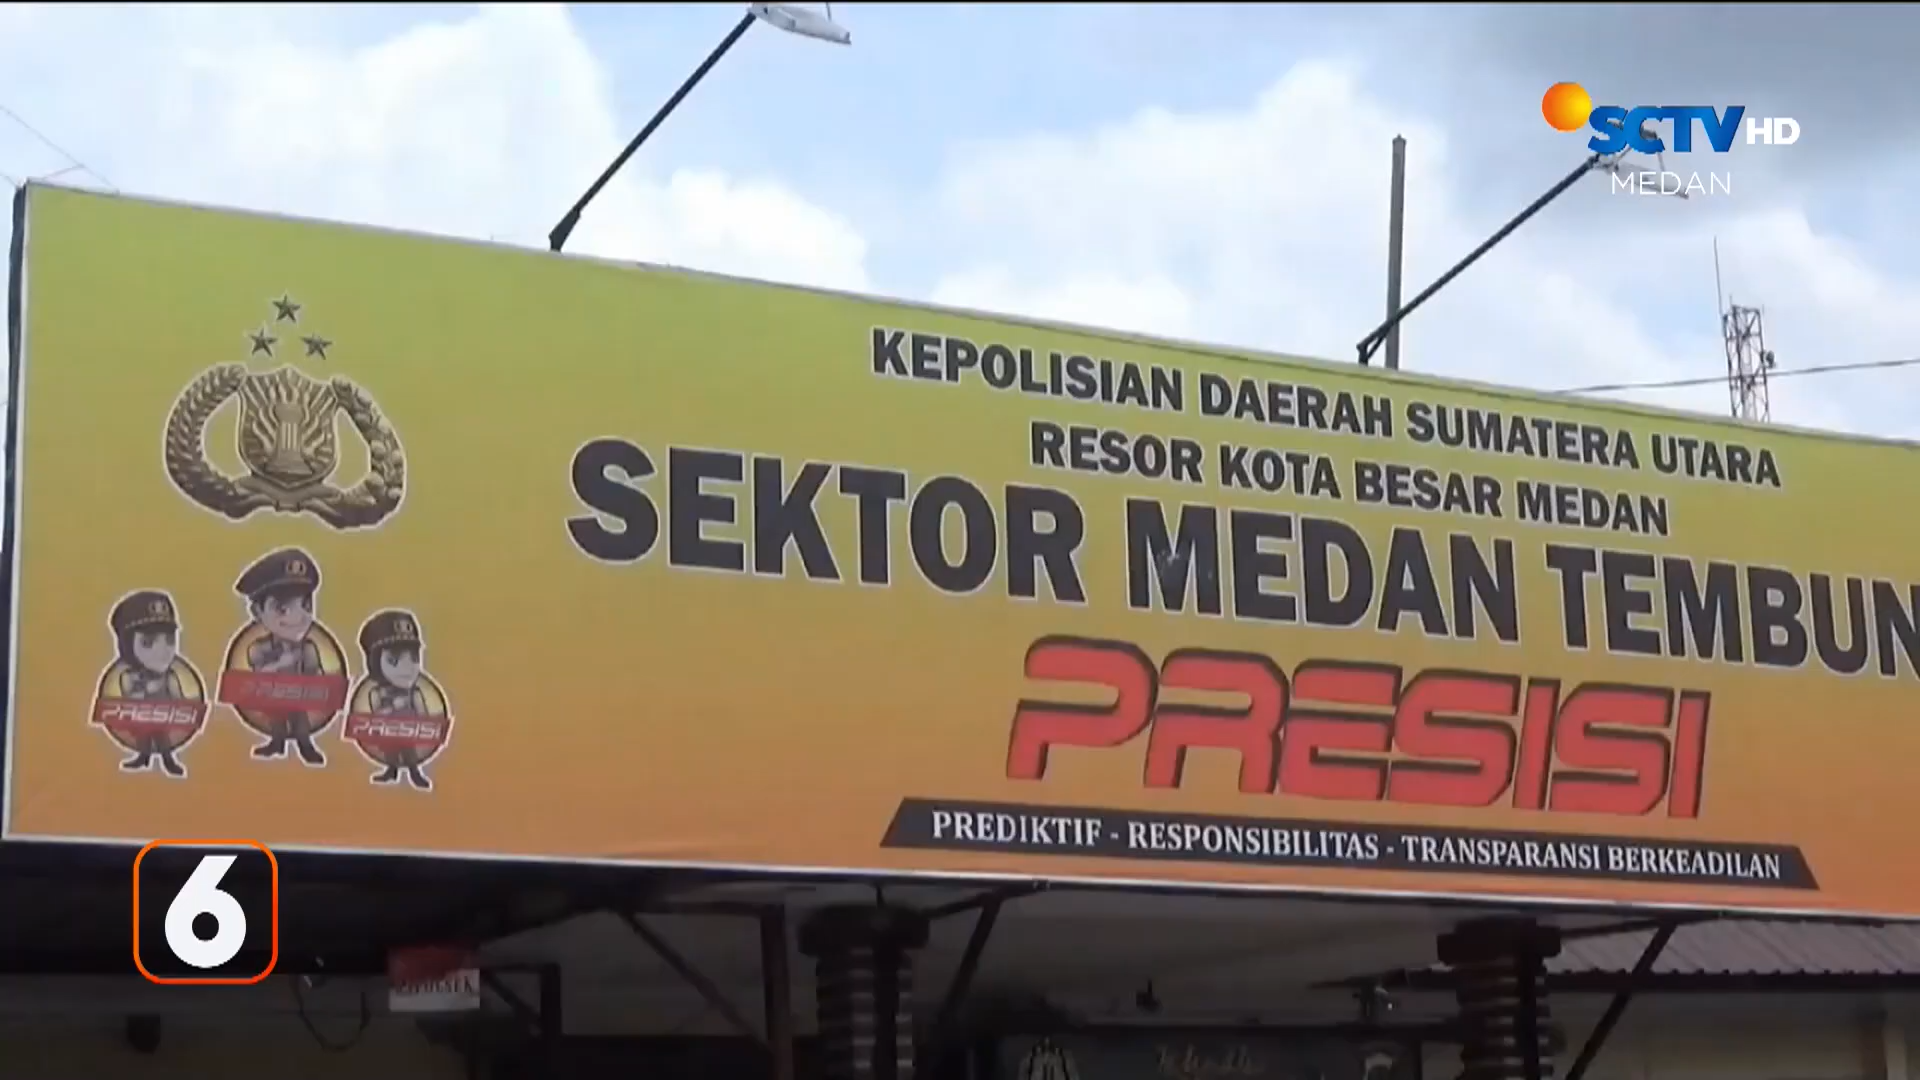 SCTV HD
MEDAN
KEPOLISIAN DAERAH SUMATERA UTARA
RESOR KOTA BESAR MEDAN
SEKTOR MEDAN TEMBUN
PRESISI
PREDIKTIF - RESPONSIBILITAS - TRANSPARANSI BERKEADILAN
PRESISI
PRESISI
PRESISI
6